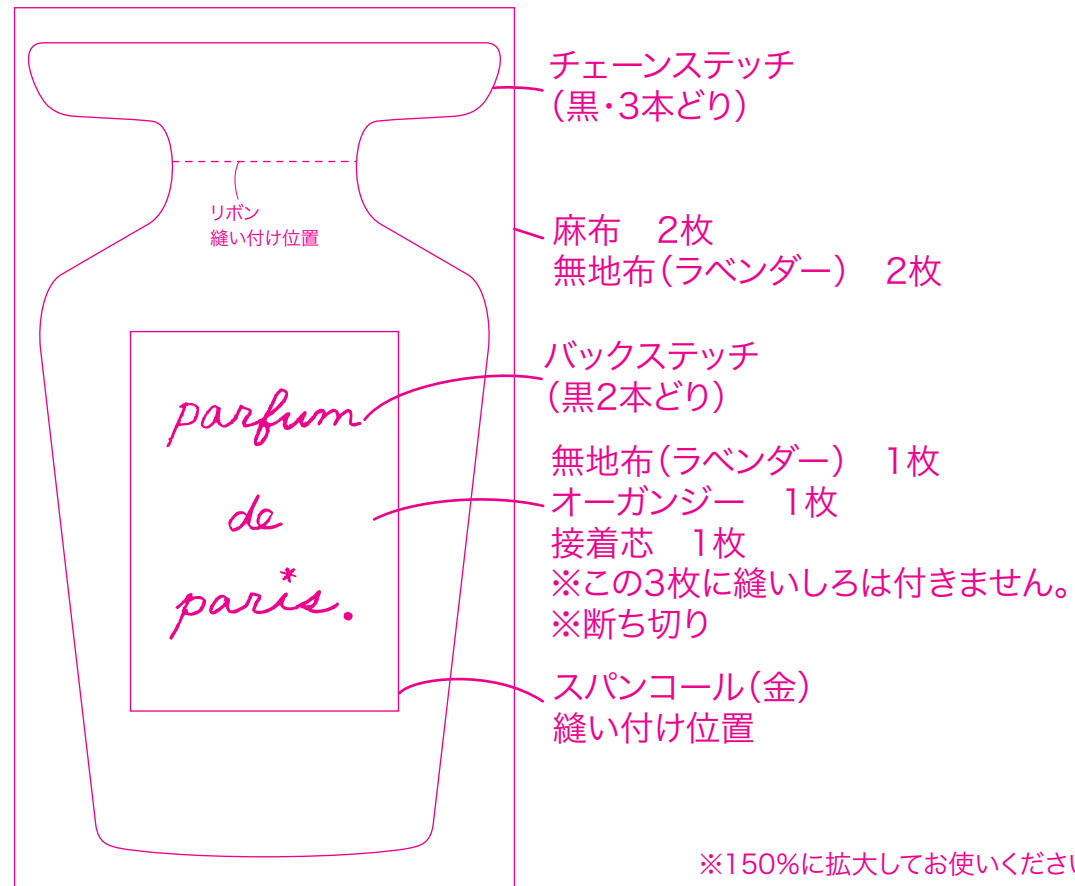 チェーンステッチ
（黒・3本どり）
リボン
縫い付け位置
麻布　2枚
無地布（ラベンダー）　2枚
バックステッチ
（黒2本どり）
parfum
de
paris.
無地布（ラベンダー）　1枚
オーガンジー　1枚
接着芯　1枚
※この3枚に縫いしろは付きません。
※断ち切り
スパンコール（金）
縫い付け位置
※150%に拡大してお使いください